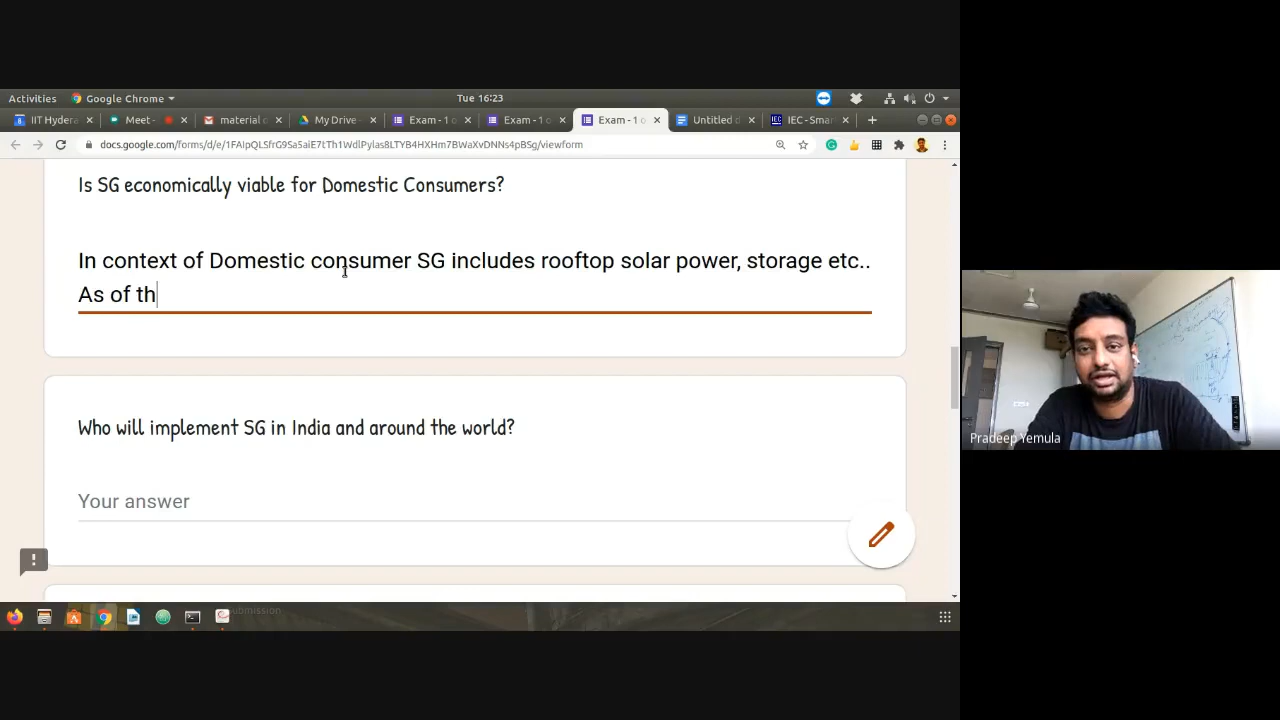 Activities
Google Chrome
Tue 16:23
IIT Hydera
Meet -
material
My Drive -
Exam - 1 o
Exam - 1 o
Exam - 1 o
Untitled d
IEC - Smar
docs.google.com/forms/d/e/1FAIpQLSfrG9Sa5aiE7tTh1WdlPylas8LTYB4HXHm7BWaXvDNNs4pBSg/viewform
Is SG economically viable for Domestic Consumers?
In context of Domestic consumer SG includes rooftop solar power, storage etc..
As of th
Who will implement SG in India and around the world?
Your answer
Submission
Pradeep Yemula